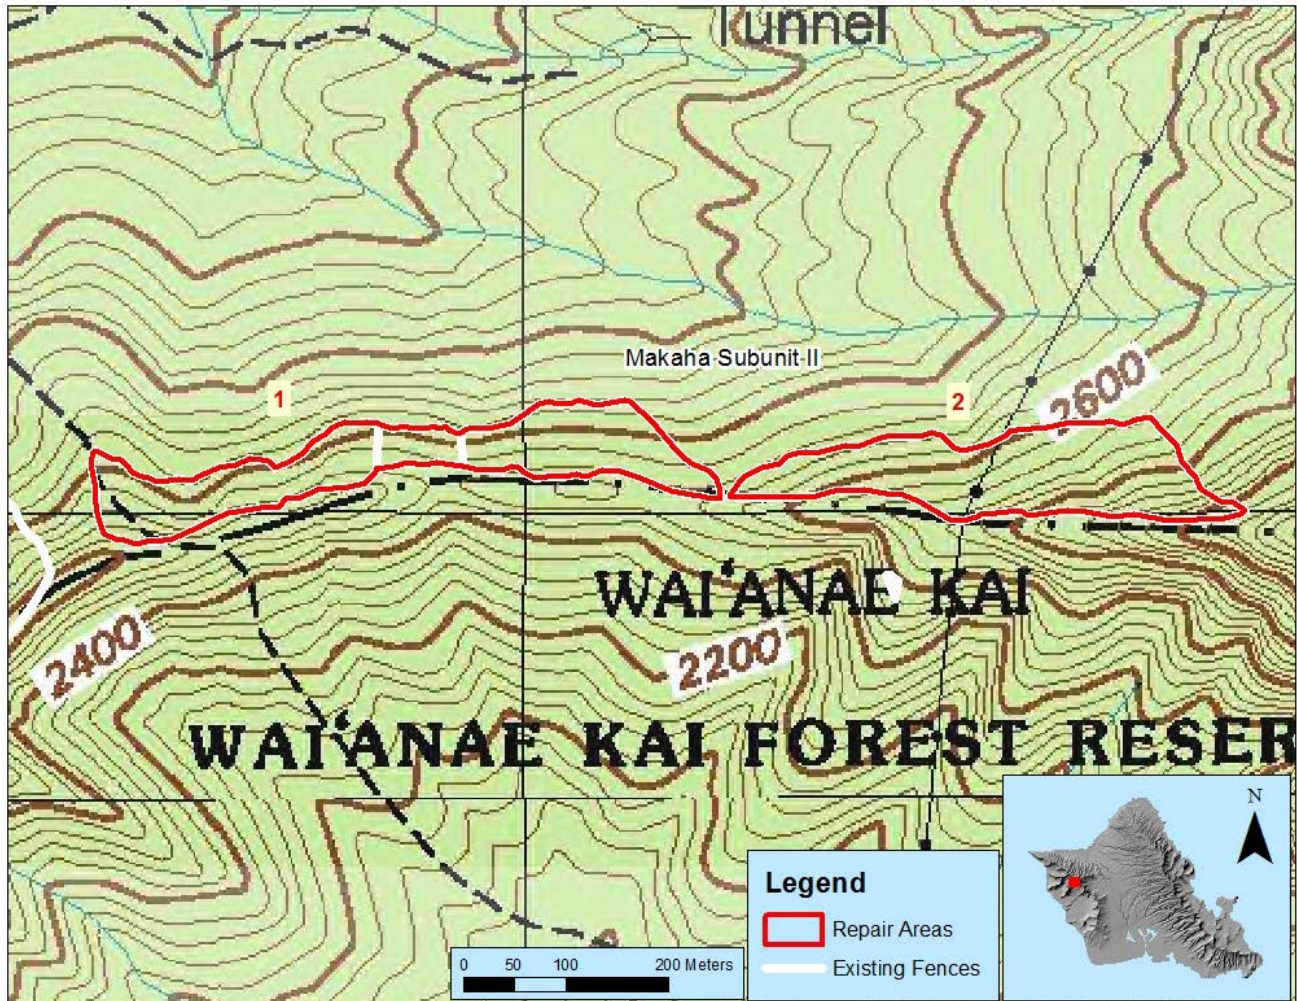 Tunnel
Makaha Subunit II
1
2
2600
WAI'ANAE KAI
2400
2200
WAI'ANAE KAI FOREST RESER
N
Legend
Repair Areas
Existing Fences
0 50 100 200 Meters